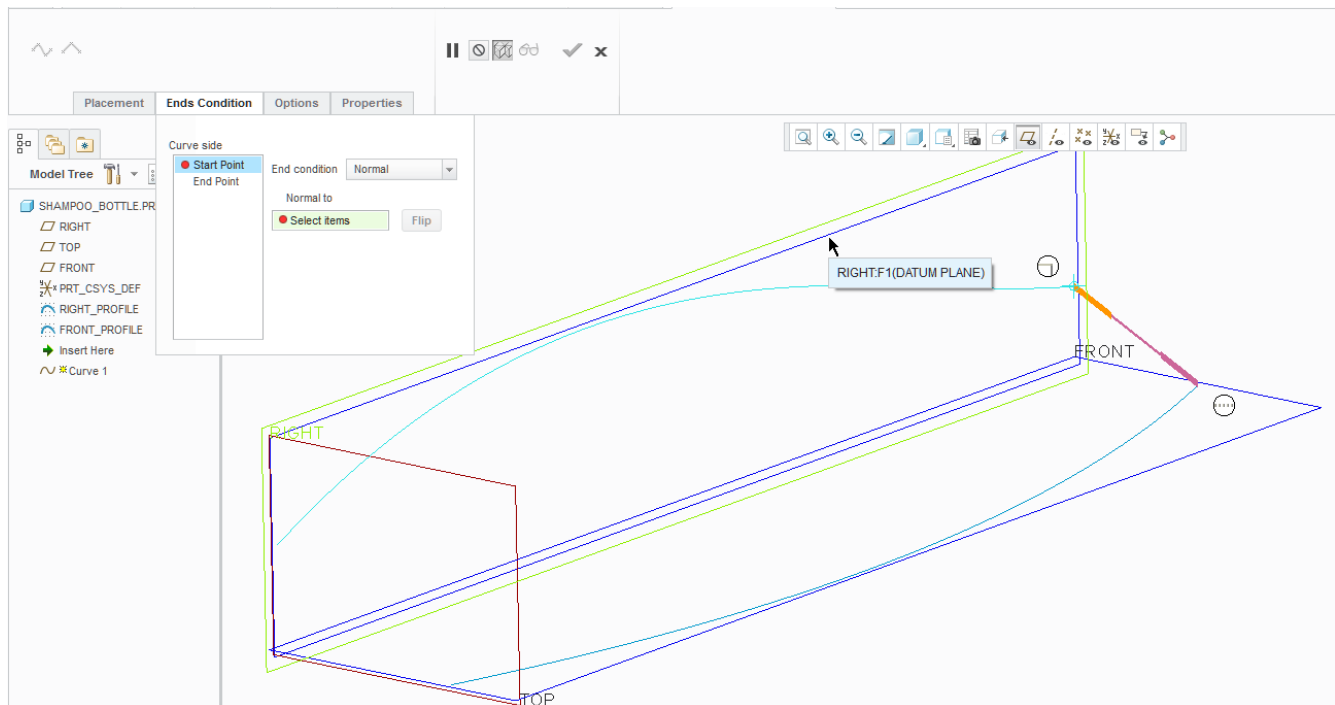 Placement Ends Condition Options Properties
Curve side
Start Point
End Point
End condition Normal
Normal to
Select items Flip
Model Tree
SHAMPOO_BOTTLE.PR
RIGHT
TOP
FRONT
PRT_CSYS_DEF
RIGHT_PROFILE
FRONT_PROFILE
Insert Here
Curve 1
RIGHT:F1(DATUM PLANE)
FRONT
RIGHT
TOP